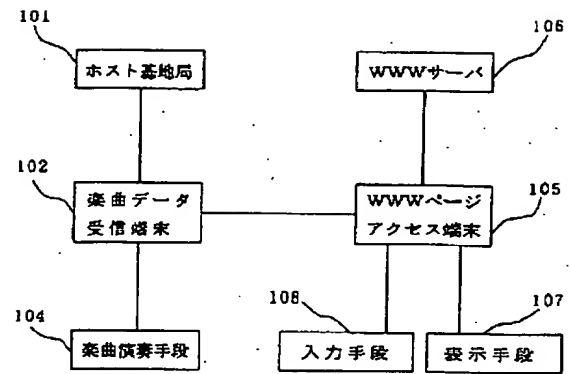 101
ホスト基地局
106
WWWサーバ
102
楽曲データ
受信端末
105
WWWページ
アクセス端末
104
楽曲演奏手段
108
入力手段
107
表示手段